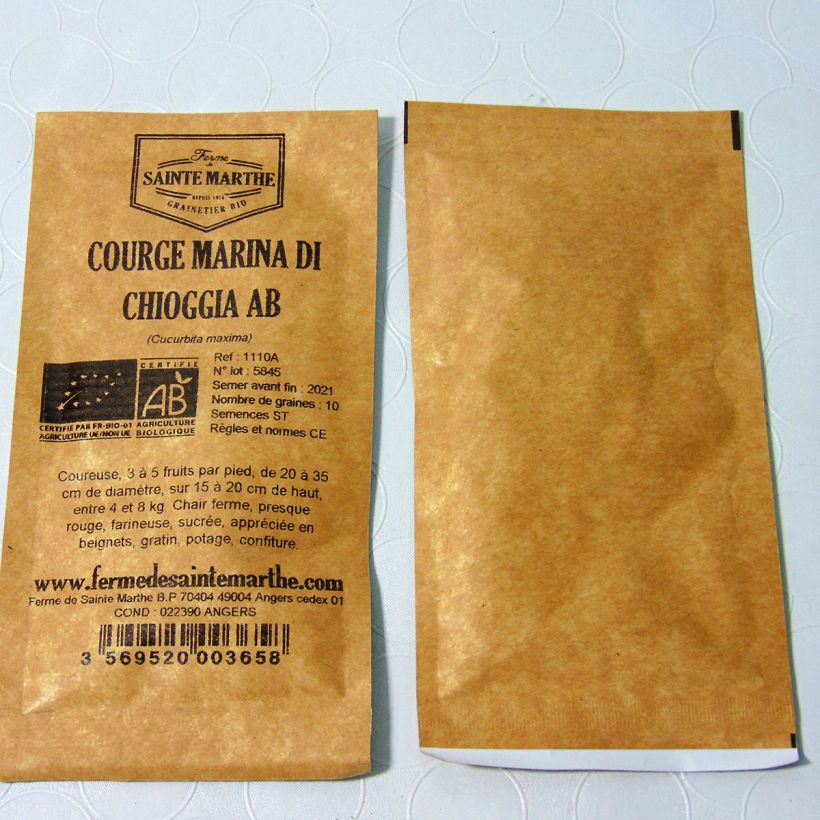 Ferme
de
SAINTE MARTHE
DEPUIS 1974
GRAINETIER BIO
COURGE MARINA DI
CHIOGGIA AB
(Cucurbita maxima)
CERTIFIÉ
AB
AGRICULTURE
BIOLOGIQUE
CERTIFIÉ PAR FR-BIO-01
AGRICULTURE UE/NON UE
Ref : 1110A
N° lot : 5845
Semer avant fin : 2021
Nombre de graines : 10
Semences ST
Règles et normes CE
Coureuse, 3 à 5 fruits par pied, de 20 à 35
cm de diamètre, sur 15 à 20 cm de haut,
entre 4 et 8 kg. Chair ferme, presque
rouge, farineuse, sucrée, appréciée en
beignets, gratin, potage, confiture.
www.fermedesaintemarthe.com
Ferme de Sainte Marthe B.P 70404 49004 Angers cedex 01
COND : 022390 ANGERS
3 569520 003658